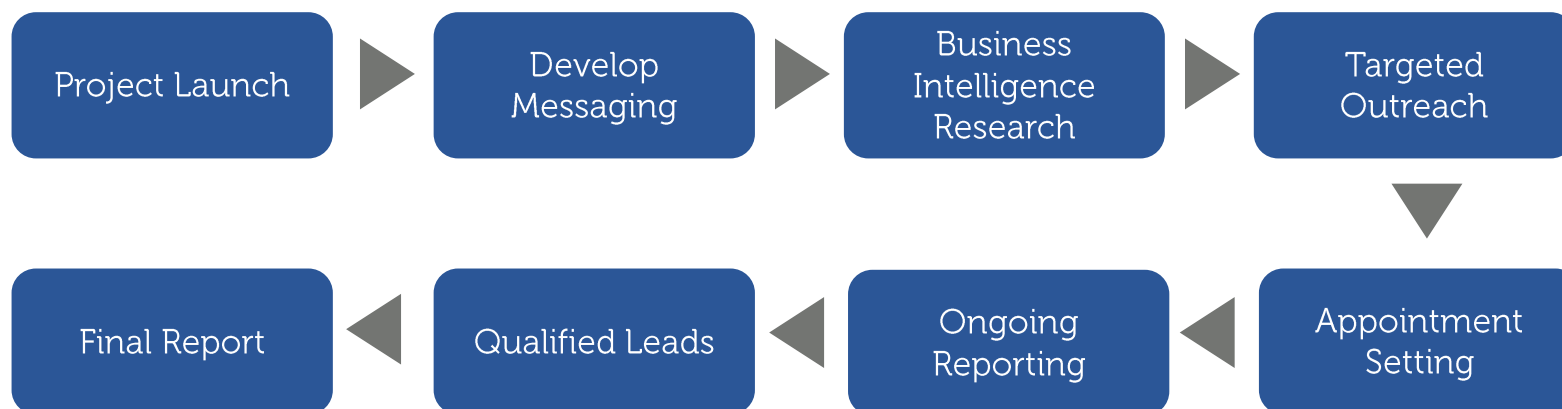 Project Launch
Develop
Messaging
Business
Intelligence
Research
Targeted
Outreach
Appointment
Setting
Ongoing
Reporting
Qualified Leads
Final Report